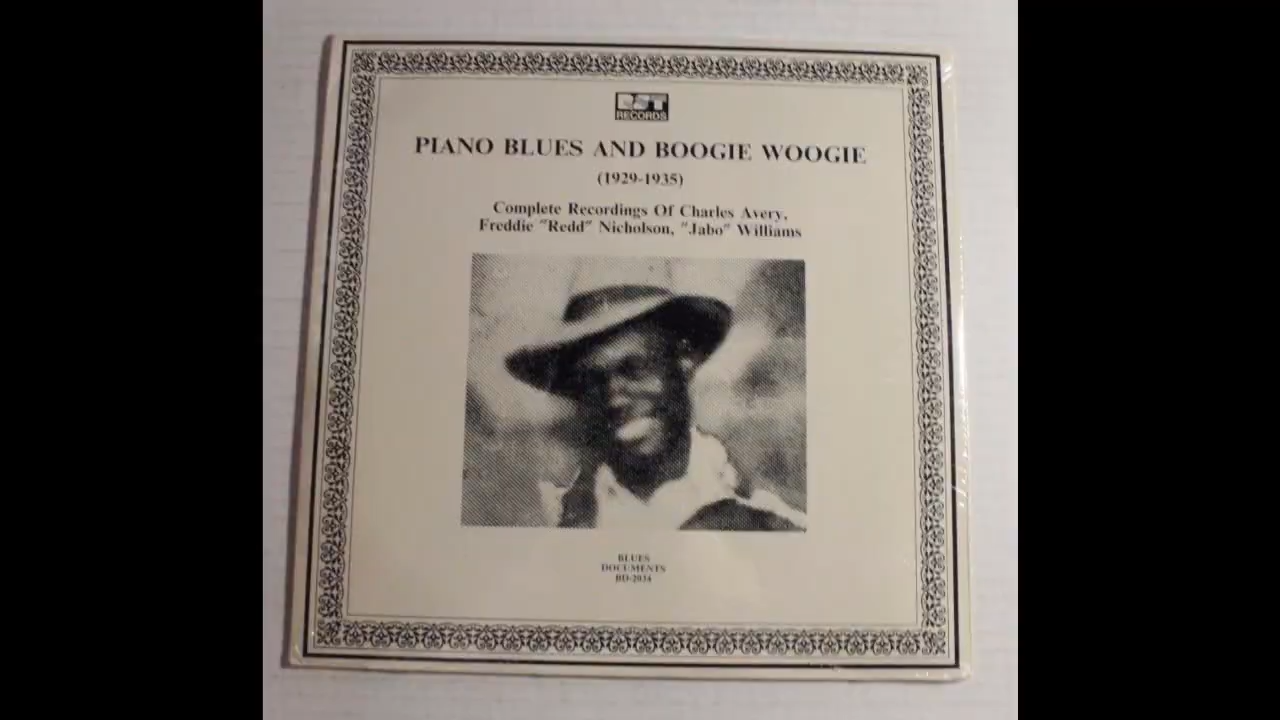 RST
RECORDS
PIANO BLUES AND BOOGIE WOOGIE
(1929-1935)
Complete Recordings Of Charles Avery,
Freddie "Redd" Nicholson, "Jabo" Williams
BLUES
DOCUMENTS
BD-2034